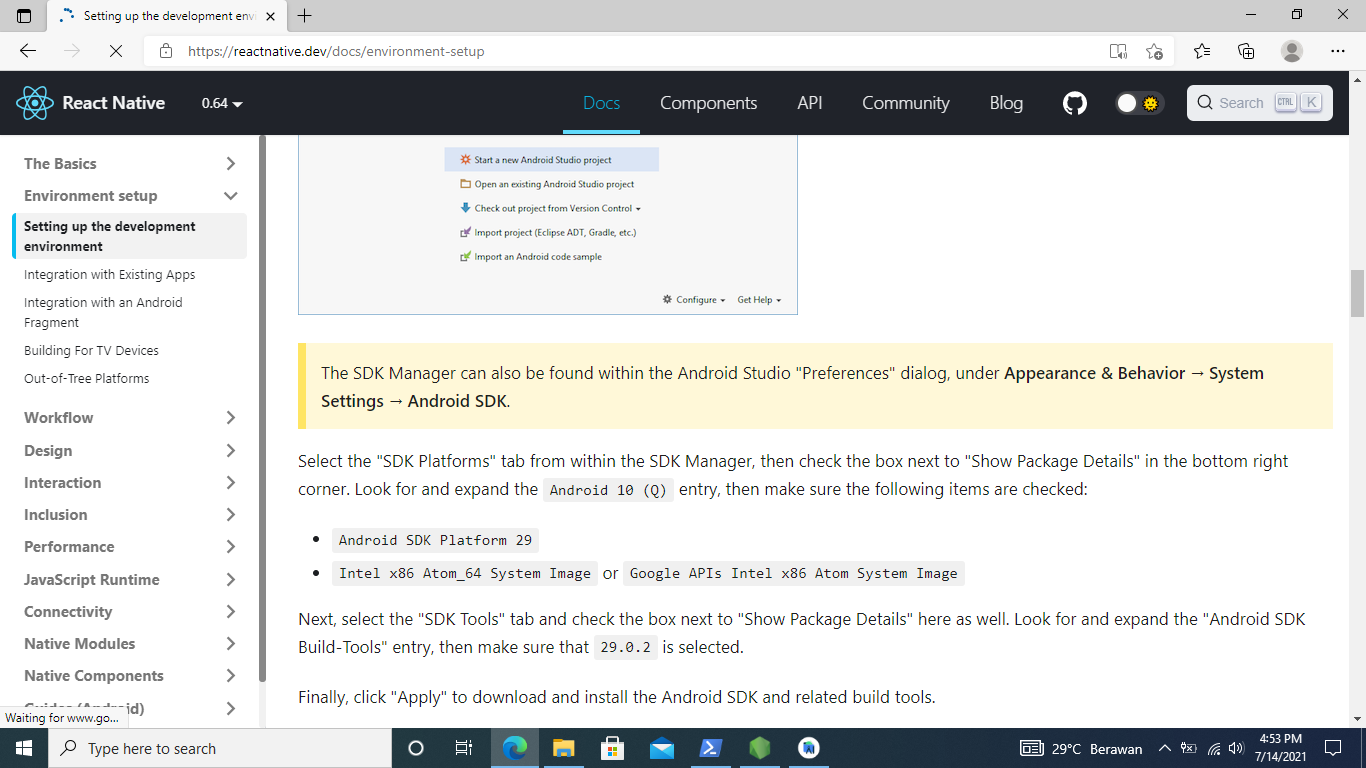 Setting up the development envi
https://reactnative.dev/docs/environment-setup
React Native
0.64
Docs
Components
API
Community
Blog
Search
CTRL
K
The Basics
Environment setup
Setting up the development
environment
Integration with Existing Apps
Integration with an Android
Fragment
Building For TV Devices
Out-of-Tree Platforms
Workflow
Design
Interaction
Inclusion
Performance
JavaScript Runtime
Connectivity
Native Modules
Native Components
Guides (Android)
Start a new Android Studio project
Open an existing Android Studio project
Check out project from Version Control
Import project (Eclipse ADT, Gradle, etc.)
Import an Android code sample
Configure
Get Help
The SDK Manager can also be found within the Android Studio "Preferences" dialog, under Appearance & Behavior → System
Settings → Android SDK.
Select the "SDK Platforms" tab from within the SDK Manager, then check the box next to "Show Package Details" in the bottom right
corner. Look for and expand the Android 10 (Q) entry, then make sure the following items are checked:
• Android SDK Platform 29
• Intel x86 Atom_64 System Image or Google APIs Intel x86 Atom System Image
Next, select the "SDK Tools" tab and check the box next to "Show Package Details" here as well. Look for and expand the "Android SDK
Build-Tools" entry, then make sure that 29.0.2 is selected.
Finally, click "Apply" to download and install the Android SDK and related build tools.
Waiting for www.go...
Type here to search
29°C Berawan
4:53 PM
7/14/2021